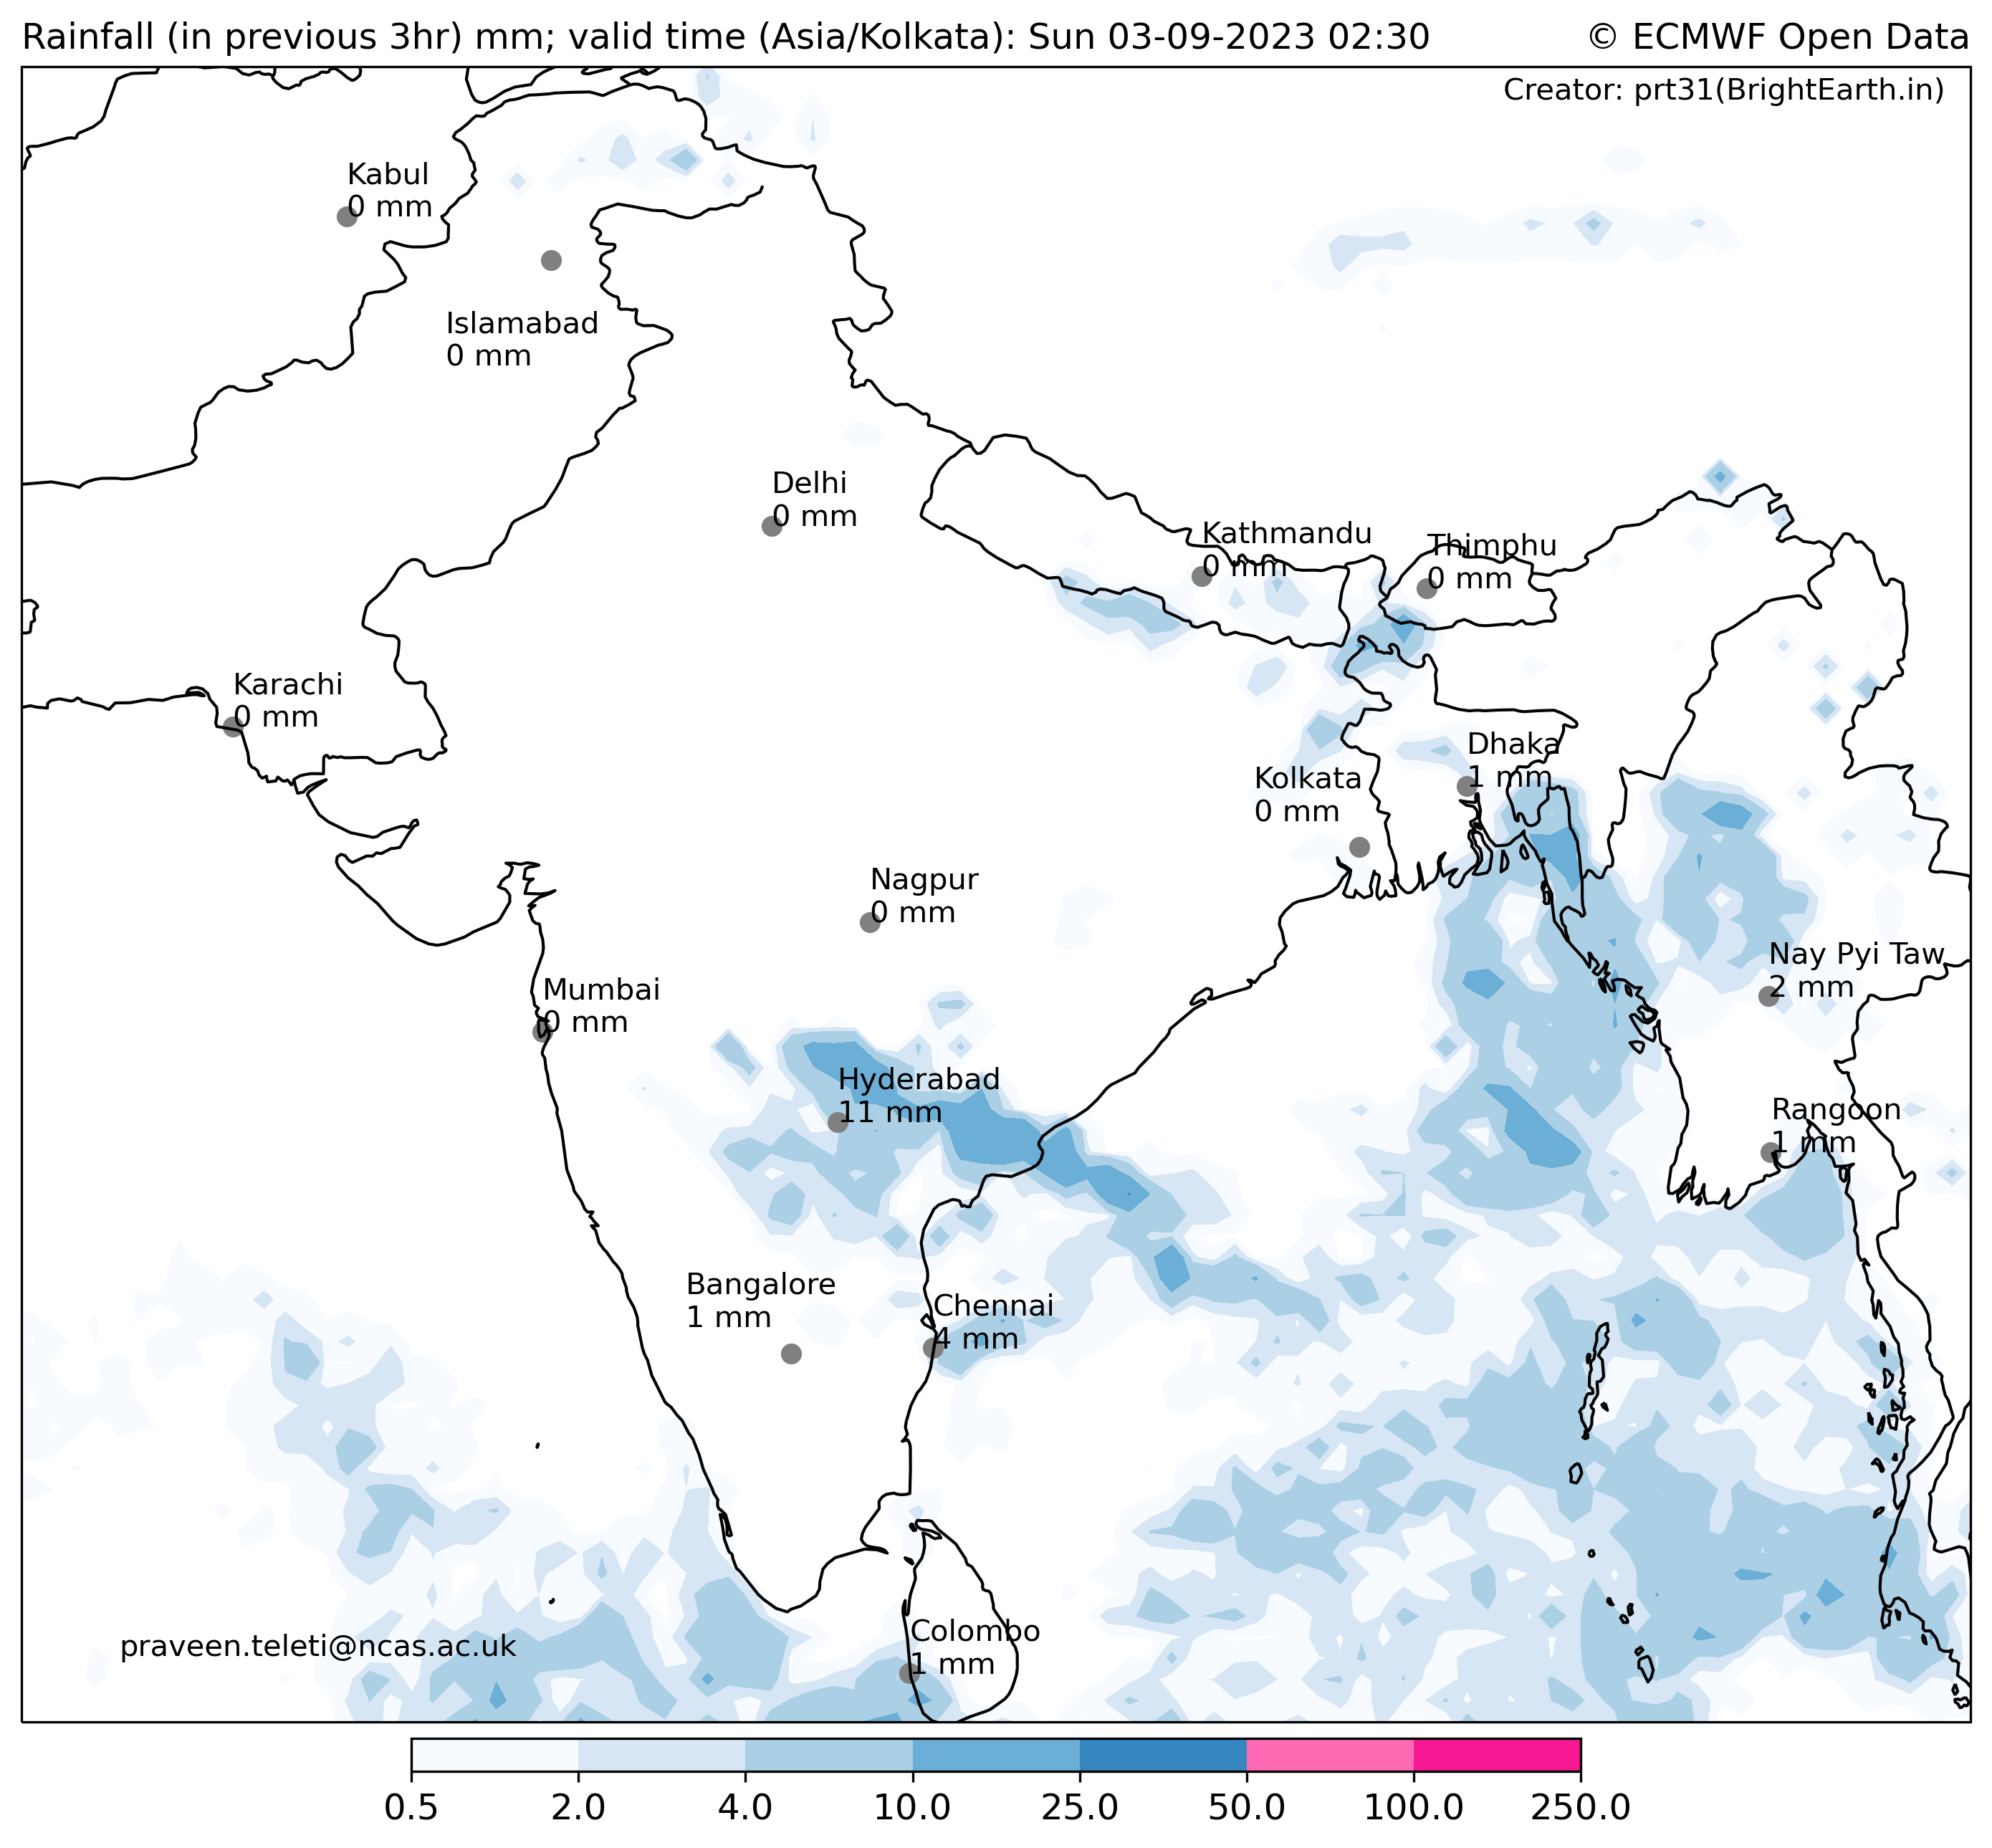 Rainfall (in previous 3hr) mm; valid time (Asia/Kolkata): Sun 03-09-2023 02:30
© ECMWF Open Data
Creator: prt31(BrightEarth.in)
Kabul
0 mm
Islamabad
0 mm
Delhi
0 mm
Kathmandu
0 mm
Thimphu
0 mm
Karachi
0 mm
Dhaka
1 mm
Kolkata
0 mm
Nagpur
0 mm
Nay Pyi Taw
2 mm
Mumbai
0 mm
Hyderabad
11 mm
Rangoon
1 mm
Bangalore
1 mm
Chennai
4 mm
Colombo
1 mm
praveen.teleti@ncas.ac.uk
0.5 2.0 4.0 10.0 25.0 50.0 100.0 250.0